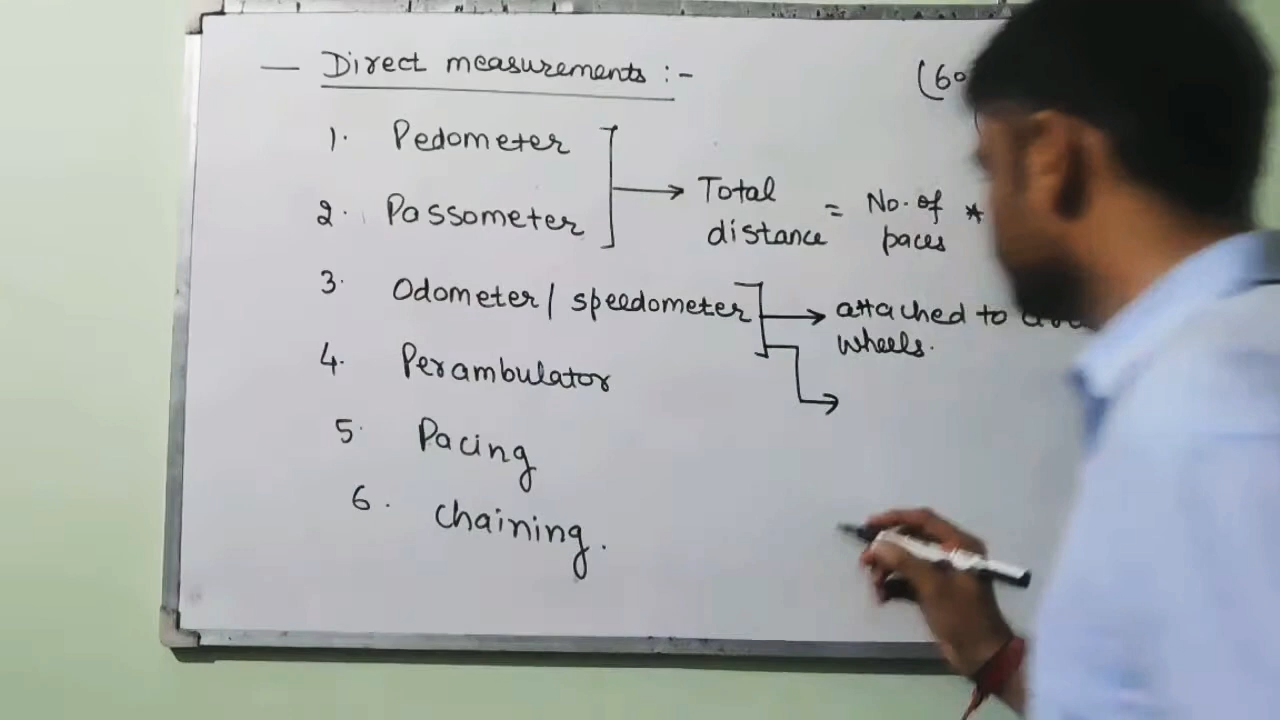 — Direct measurements :-
(60
1. Pedometer
2. Passometer
Total distance = No. of paces *
3. Odometer / speedometer
attached to
wheels.
4. Perambulator
5. Pacing
6. Chaining.